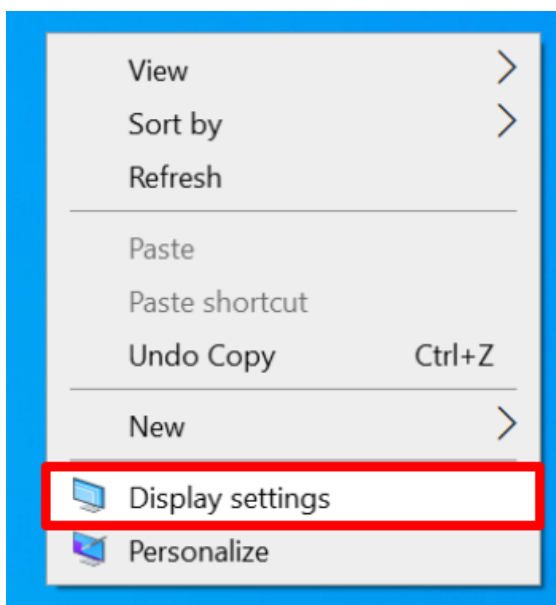 View
Sort by
Refresh
Paste
Paste shortcut
Undo Copy Ctrl+Z
New
Display settings
Personalize